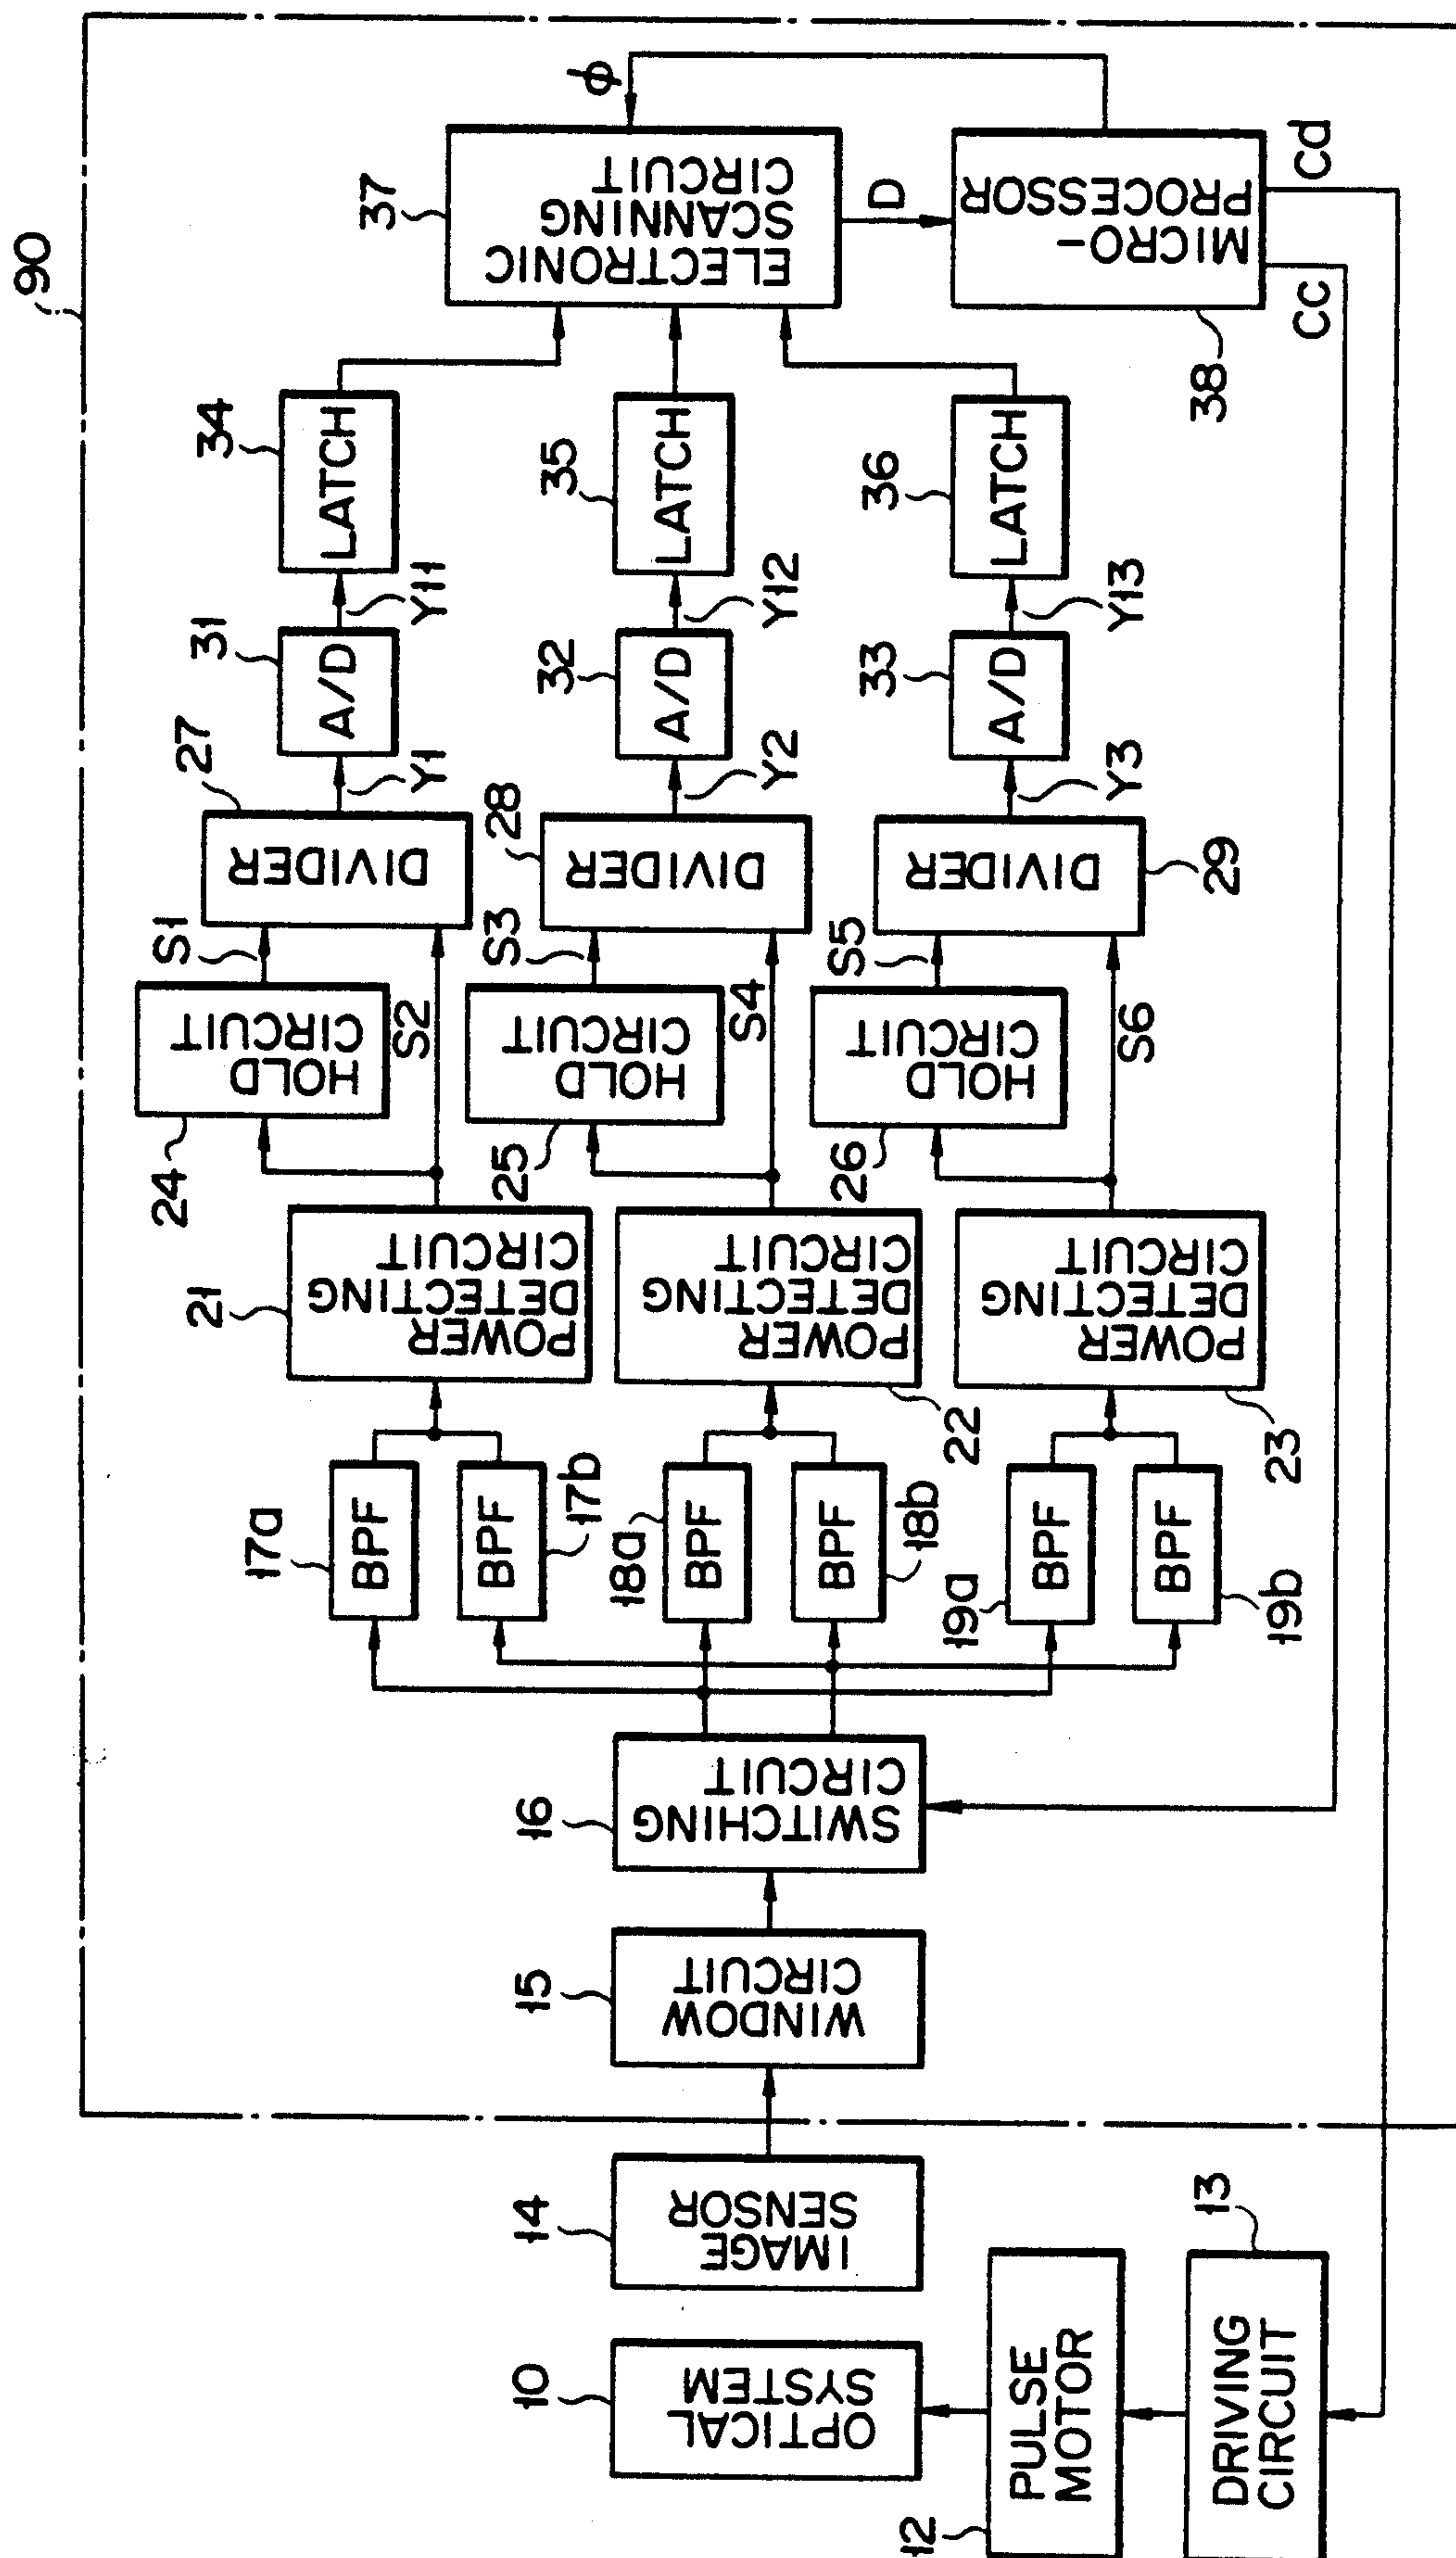 90
10
OPTICAL
SYSTEM
12
PULSE
MOTOR
13
DRIVING
CIRCUIT
14
IMAGE
SENSOR
15
WINDOW
CIRCUIT
16
SWITCHING
CIRCUIT
17a
BPF
BPF
17b
18a
BPF
BPF
18b
19a
BPF
BPF
19b
21
POWER
DETECTING
CIRCUIT
22
POWER
DETECTING
CIRCUIT
23
POWER
DETECTING
CIRCUIT
24
HOLD
CIRCUIT
25
HOLD
CIRCUIT
26
HOLD
CIRCUIT
S1
S2
S3
S4
S5
S6
27
DIVIDER
28
DIVIDER
29
DIVIDER
Y1
Y2
Y3
31
A/D
32
A/D
33
A/D
Y11
Y12
Y13
34
LATCH
35
LATCH
36
LATCH
37
ELECTRONIC
SCANNING
CIRCUIT
ϕ
D
38
MICRO-
PROCESSOR
Cc
Cd